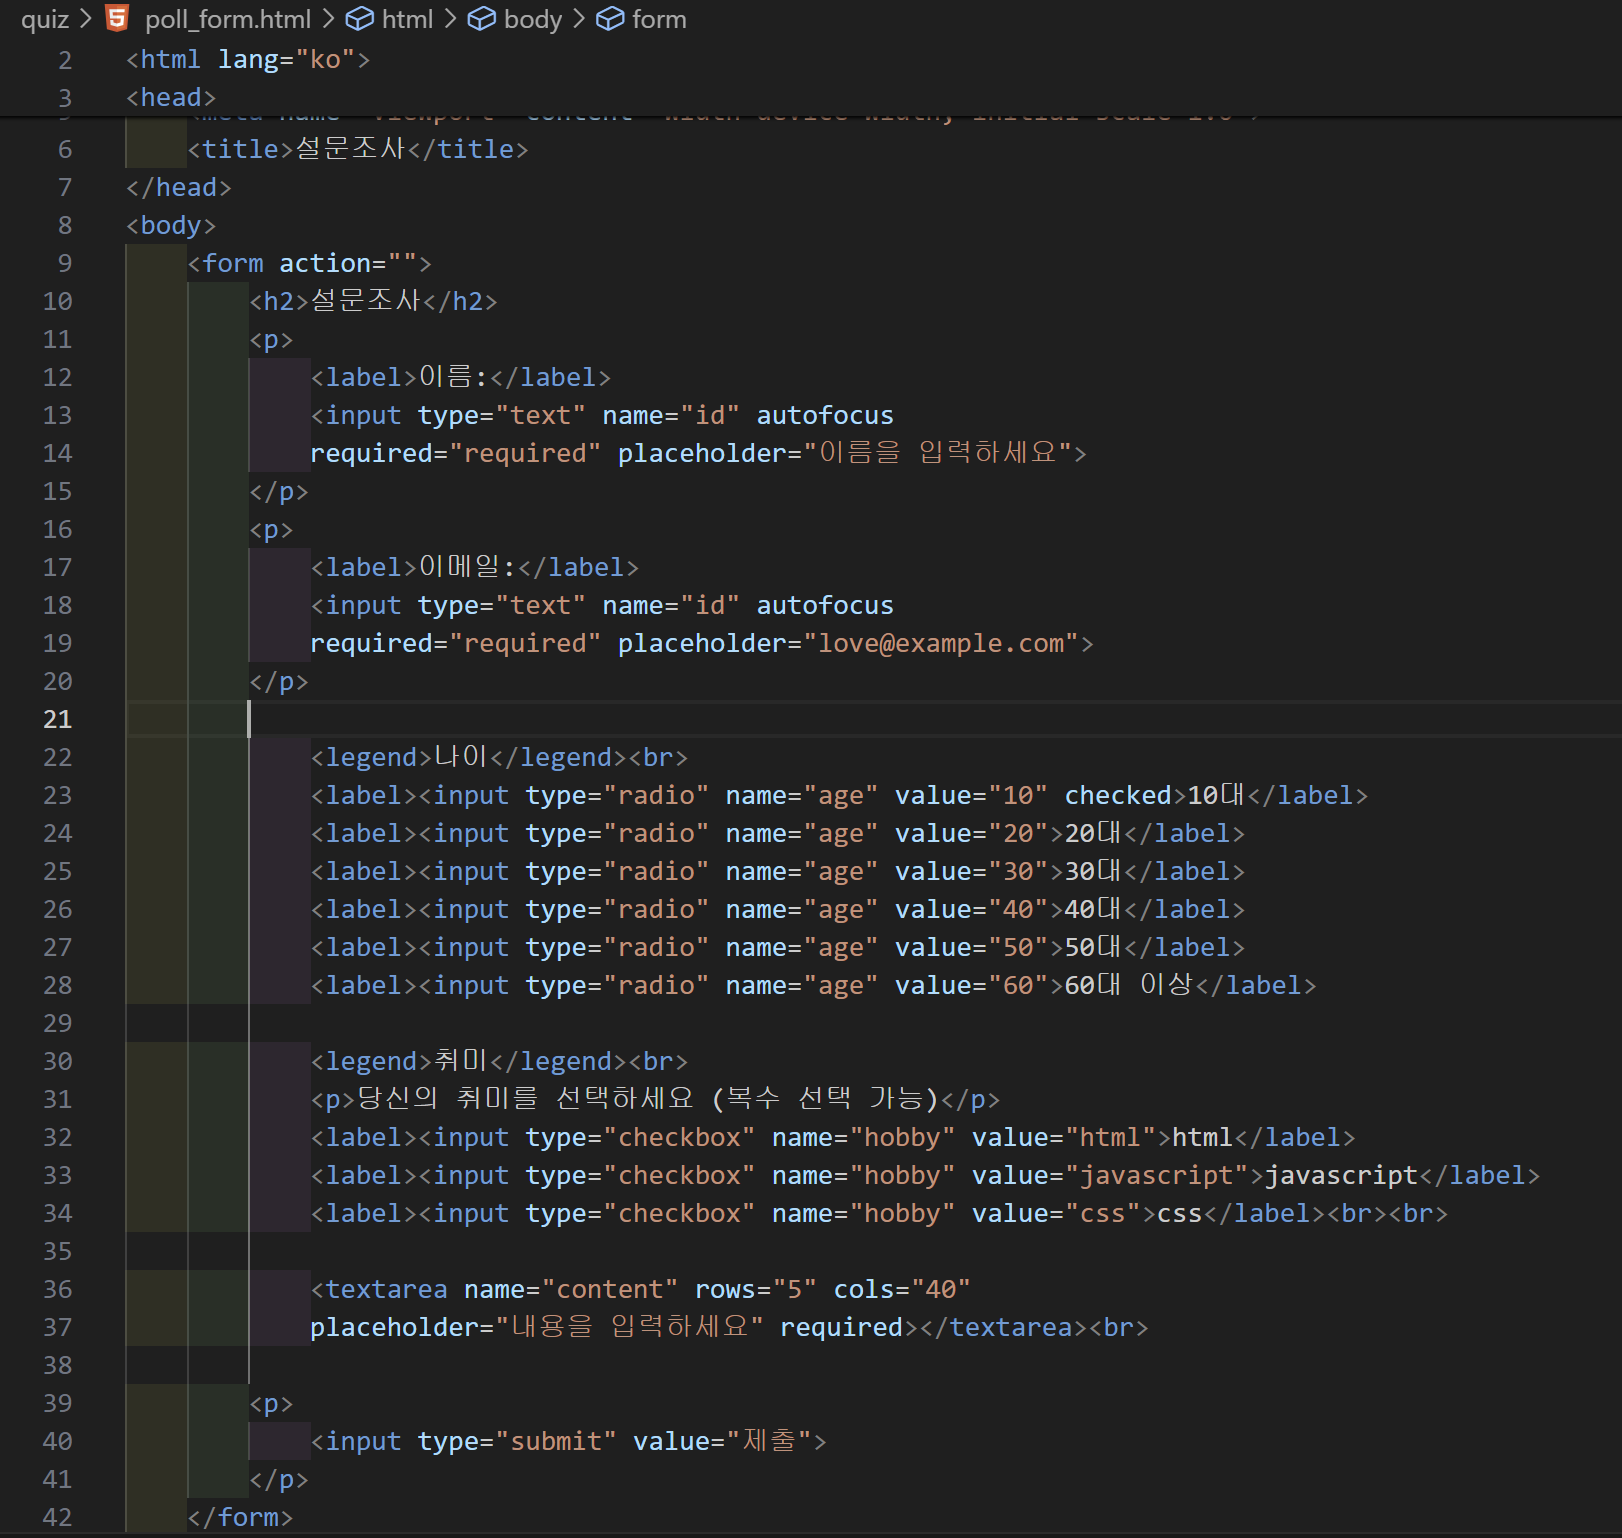 quiz > poll_form.html > html > body > form
2 <html lang="ko">
3 <head>
6 <title>설문조사</title>
7 </head>
8 <body>
9 <form action="">
10 <h2>설문조사</h2>
11 <p>
12 <label>이름:</label>
13 <input type="text" name="id" autofocus
14 required="required" placeholder="이름을 입력하세요">
15 </p>
16 <p>
17 <label>이메일:</label>
18 <input type="text" name="id" autofocus
19 required="required" placeholder="love@example.com">
20 </p>
21
22 <legend>나이</legend><br>
23 <label><input type="radio" name="age" value="10" checked>10대</label>
24 <label><input type="radio" name="age" value="20">20대</label>
25 <label><input type="radio" name="age" value="30">30대</label>
26 <label><input type="radio" name="age" value="40">40대</label>
27 <label><input type="radio" name="age" value="50">50대</label>
28 <label><input type="radio" name="age" value="60">60대 이상</label>
29
30 <legend>취미</legend><br>
31 <p>당신의 취미를 선택하세요 (복수 선택 가능)</p>
32 <label><input type="checkbox" name="hobby" value="html">html</label>
33 <label><input type="checkbox" name="hobby" value="javascript">javascript</label>
34 <label><input type="checkbox" name="hobby" value="css">css</label><br><br>
35
36 <textarea name="content" rows="5" cols="40"
37 placeholder="내용을 입력하세요" required></textarea><br>
38
39 <p>
40 <input type="submit" value="제출">
41 </p>
42 </form>